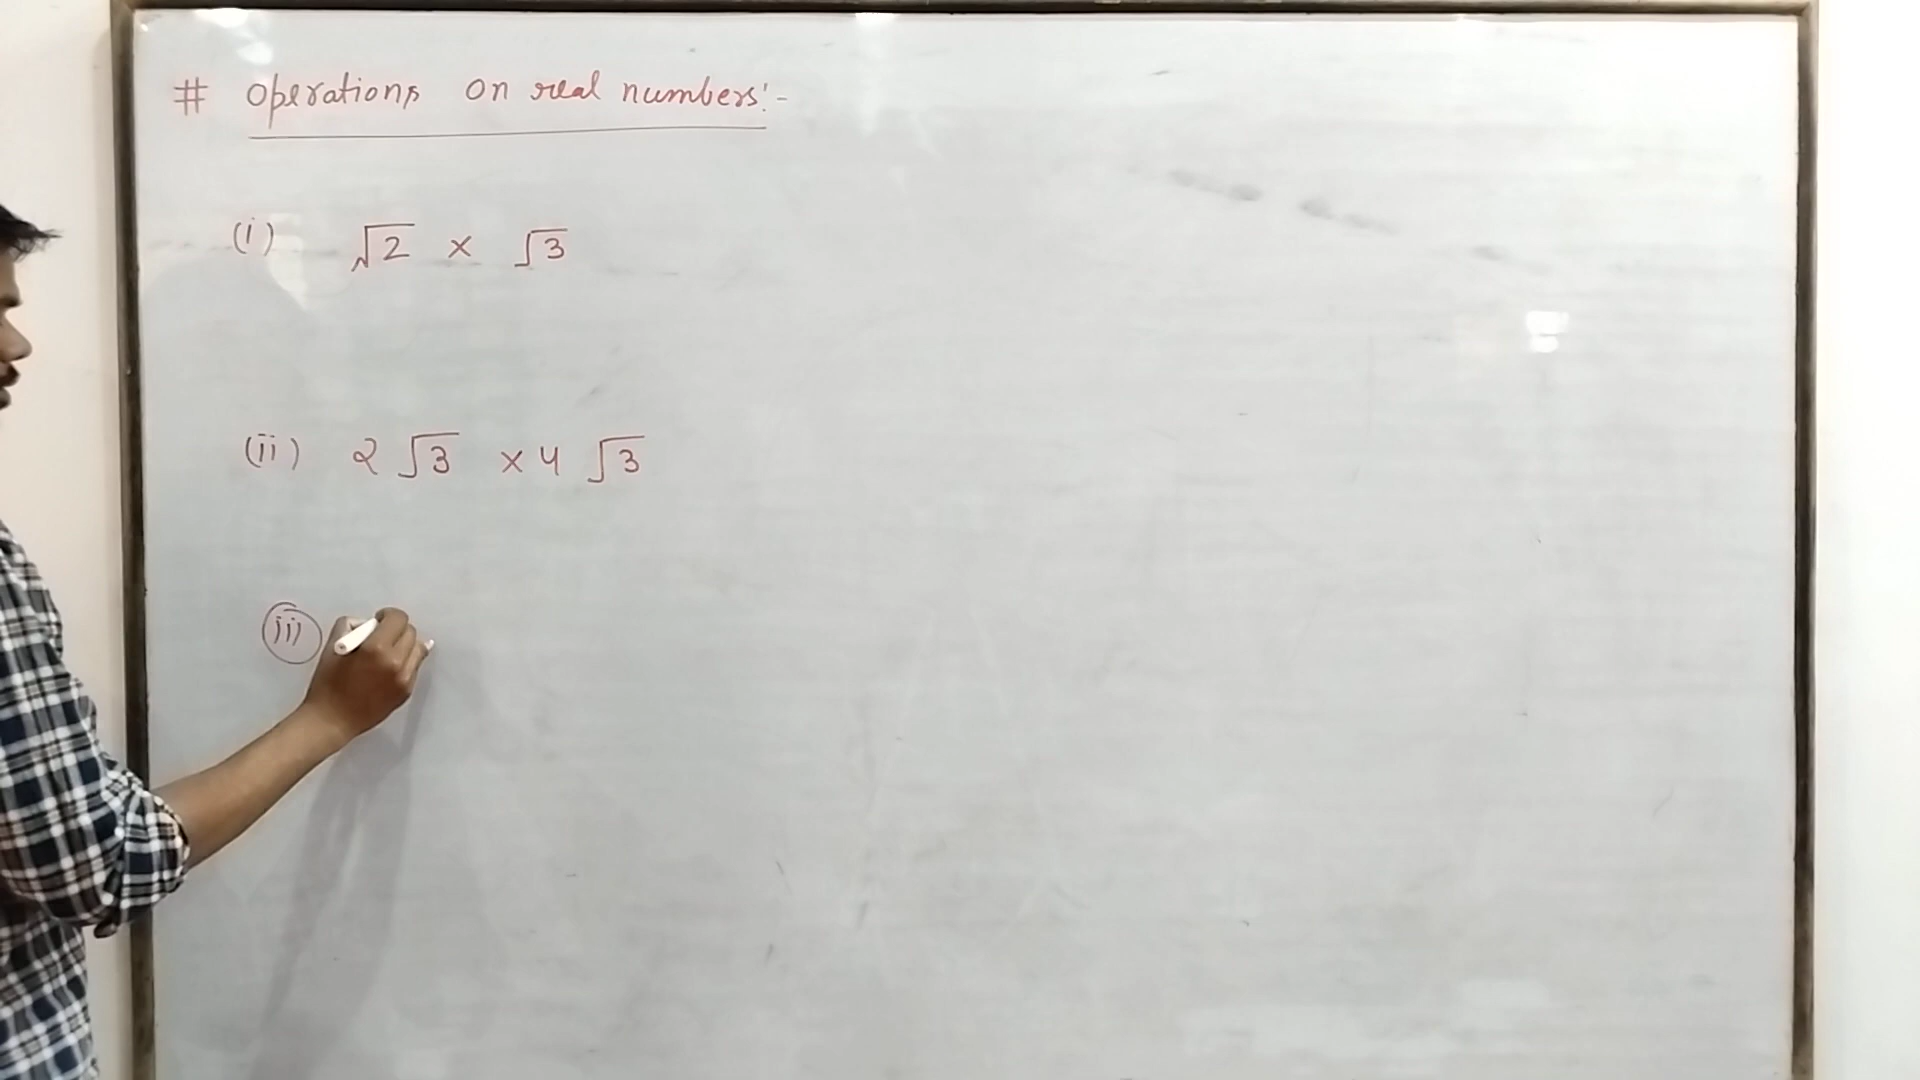 # Operations on real numbers:-
(i) √2 × √3
(ii) 2√3 × 4√3
(iii)